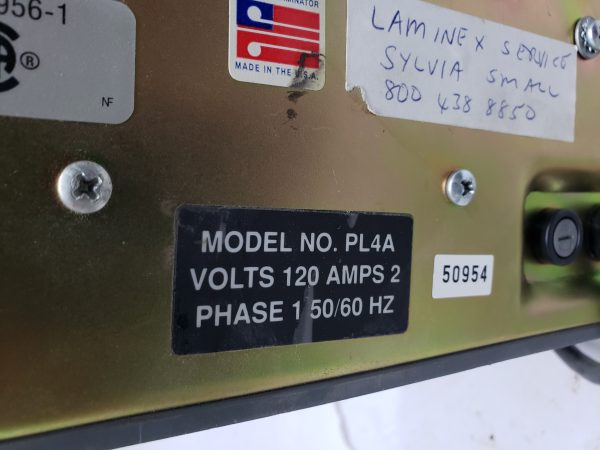 956-1
®
NF
MADE IN THE U.S.A.
LAMINEX SERVICE
SYLVIA SMALL
800 438 8850
MODEL NO. PL4A
VOLTS 120 AMPS 2
PHASE 1 50/60 HZ
50954